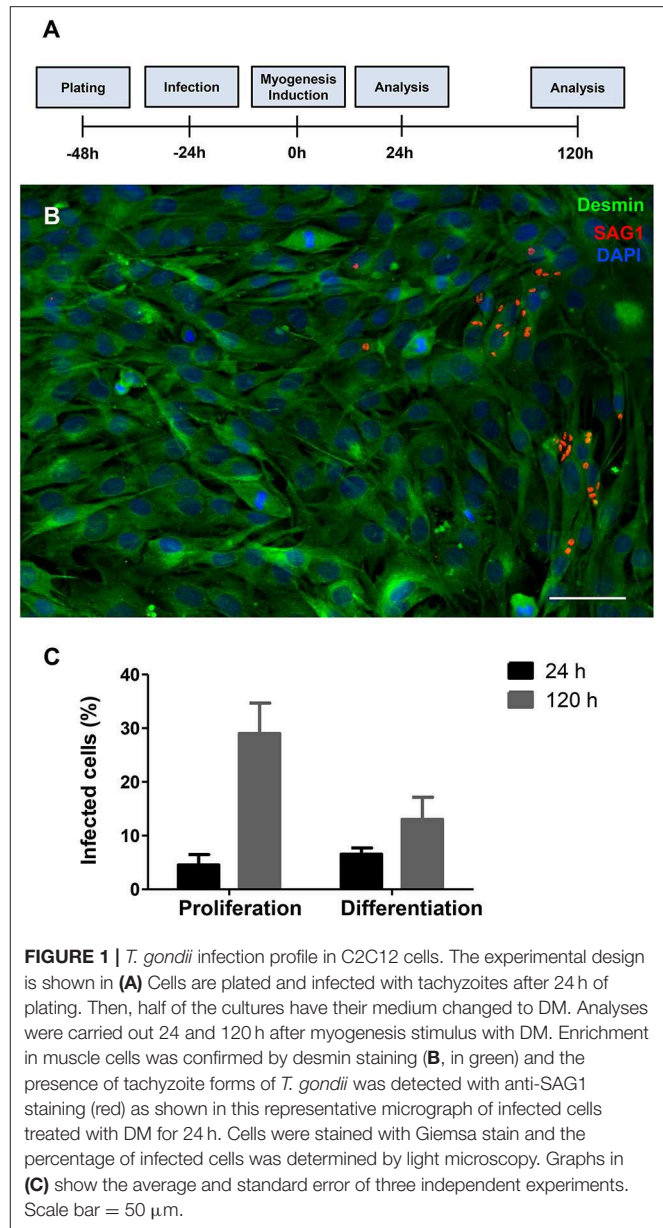 A
Plating
Infection
Myogenesis
Induction
Analysis
Analysis
-48h
-24h
0h
24h
120h
B
Desmin
SAG1
DAPI
C
Infected cells (%)
40
30
20
10
0
24 h
120 h
Proliferation
Differentiation
FIGURE 1 | T. gondii infection profile in C2C12 cells. The experimental design
is shown in (A) Cells are plated and infected with tachyzoites after 24 h of
plating. Then, half of the cultures have their medium changed to DM. Analyses
were carried out 24 and 120 h after myogenesis stimulus with DM. Enrichment
in muscle cells was confirmed by desmin staining (B, in green) and the
presence of tachyzoite forms of T. gondii was detected with anti-SAG1
staining (red) as shown in this representative micrograph of infected cells
treated with DM for 24 h. Cells were stained with Giemsa stain and the
percentage of infected cells was determined by light microscopy. Graphs in
(C) show the average and standard error of three independent experiments.
Scale bar = 50 μm.